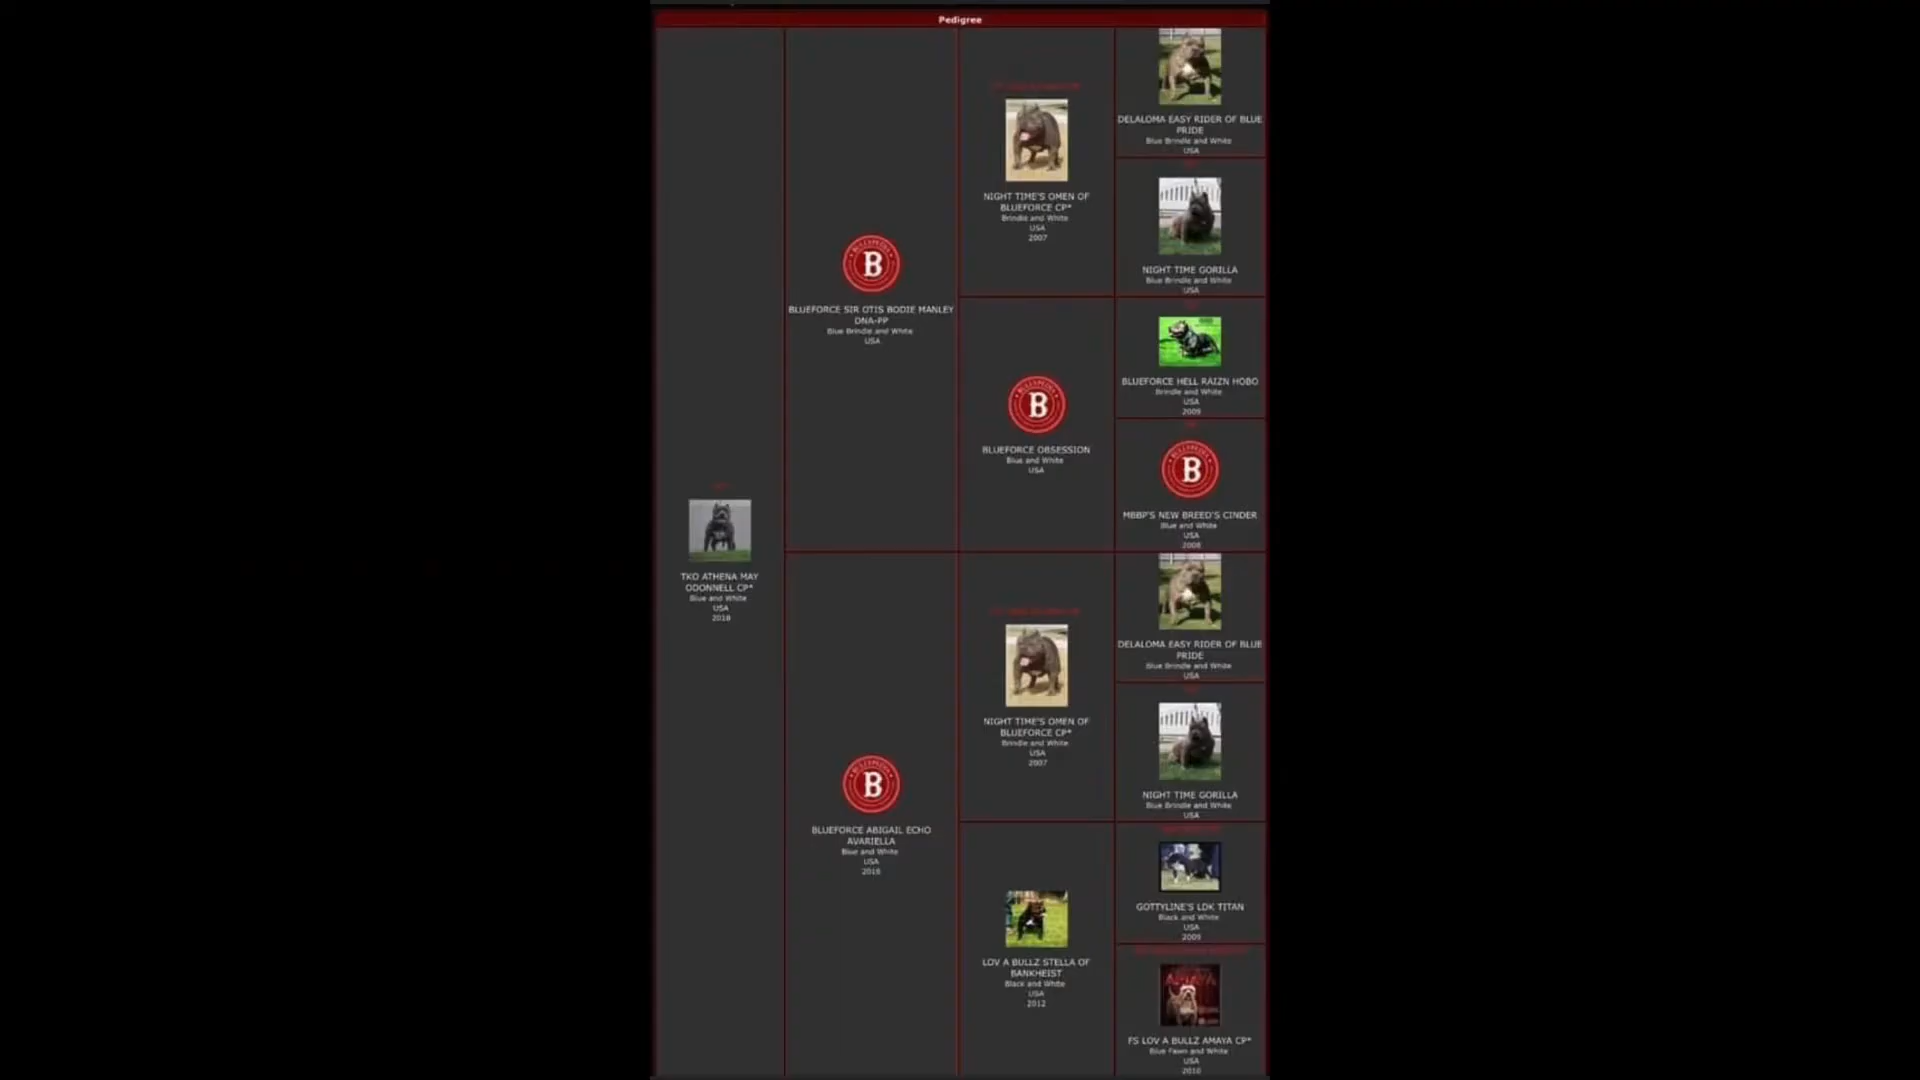 Pedigree
TKO ATHENA MAY
ODONNELL CP*
Blue and White
USA
2018
B
BLUEFORCE SIR OTIS BODIE MANLEY
DNA-PP
Blue Brindle and White
USA
B
BLUEFORCE ABIGAIL ECHO
AVARIELLA
Blue and White
USA
2016
NIGHT TIME'S OMEN OF
BLUEFORCE CP*
Brindle and White
USA
2007
B
BLUEFORCE OBSESSION
Blue and White
USA
NIGHT TIME'S OMEN OF
BLUEFORCE CP*
Brindle and White
USA
2007
LOV A BULLZ STELLA OF
BANKHEIST
Black and White
USA
2012
DELALOMA EASY RIDER OF BLUE
PRIDE
Blue Brindle and White
USA
NIGHT TIME GORILLA
Blue Brindle and White
USA
BLUEFORCE HELL RAIZN HOBO
Brindle and White
USA
2009
B
MBBP'S NEW BREED'S CINDER
Blue and White
USA
2008
DELALOMA EASY RIDER OF BLUE
PRIDE
Blue Brindle and White
USA
NIGHT TIME GORILLA
Blue Brindle and White
USA
GOTTYLINE'S LDK TITAN
Black and White
USA
2009
AMAYA
FS LOV A BULLZ AMAYA CP*
Blue Fawn and White
USA
2010